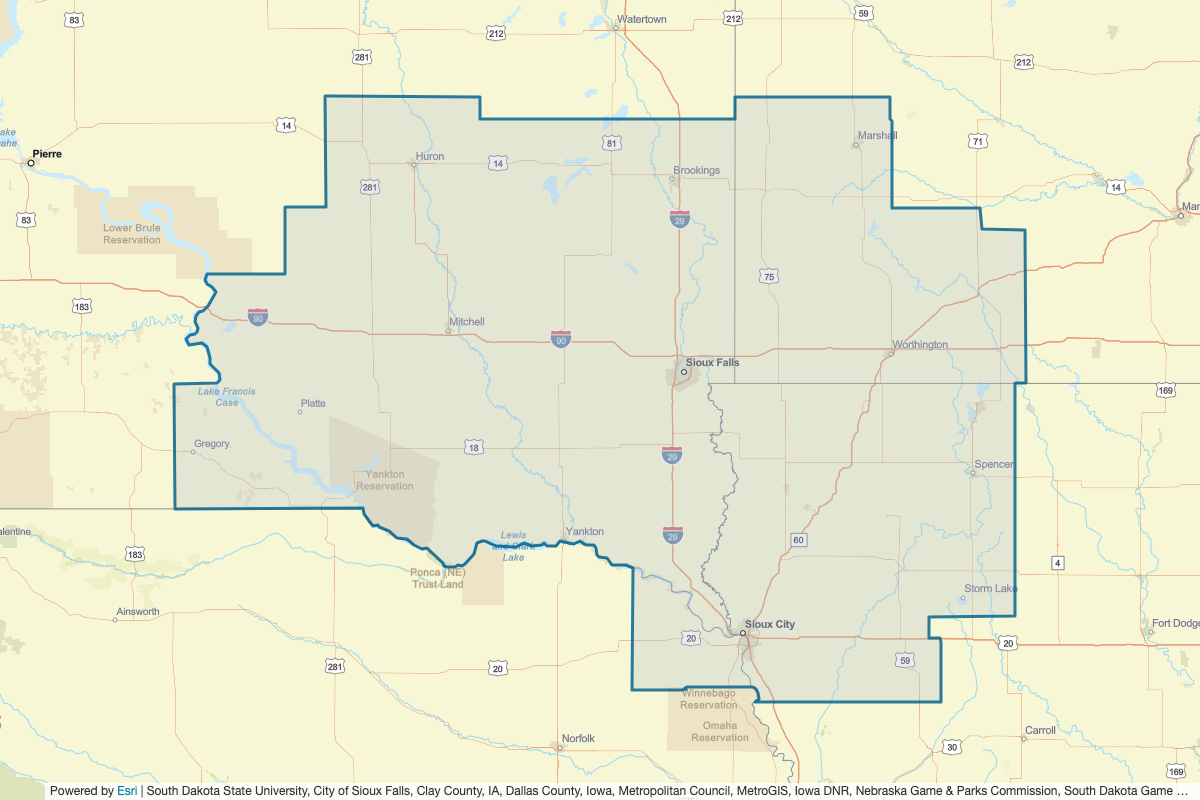 83
59
Watertown
212
212
281
212
14
ake
ahe
Pierre
81
Marshall
71
Huron
14
Brookings
281
14
83
Man
29
Lower Brule
Reservation
75
183
90
Mitchell
90
Worthington
Sioux Falls
169
Lake Francis
Case
Platte
Gregory
18
29
Spencer
Yankton
Reservation
alentine
Lewis
and Clark
Lake
Yankton
29
60
183
4
Ponca (NE)
Trust Land
Storm Lake
Ainsworth
Sioux City
Fort Dodge
20
20
281
20
59
Winnebago
Reservation
Omaha
Reservation
Carroll
Norfolk
30
169
Powered by Esri | South Dakota State University, City of Sioux Falls, Clay County, IA, Dallas County, Iowa, Metropolitan Council, MetroGIS, Iowa DNR, Nebraska Game & Parks Commission, South Dakota Game …